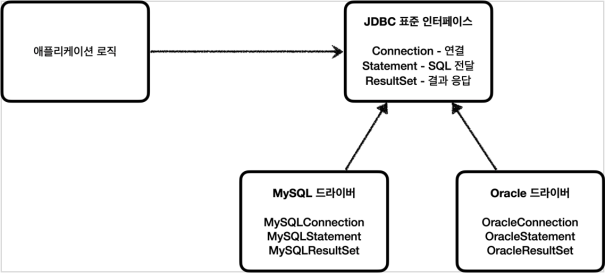 애플리케이션 로직
JDBC 표준 인터페이스
Connection - 연결
Statement - SQL 전달
ResultSet - 결과 응답
MySQL 드라이버
MySQLConnection
MySQLStatement
MySQLResultSet
Oracle 드라이버
OracleConnection
OracleStatement
OracleResultSet